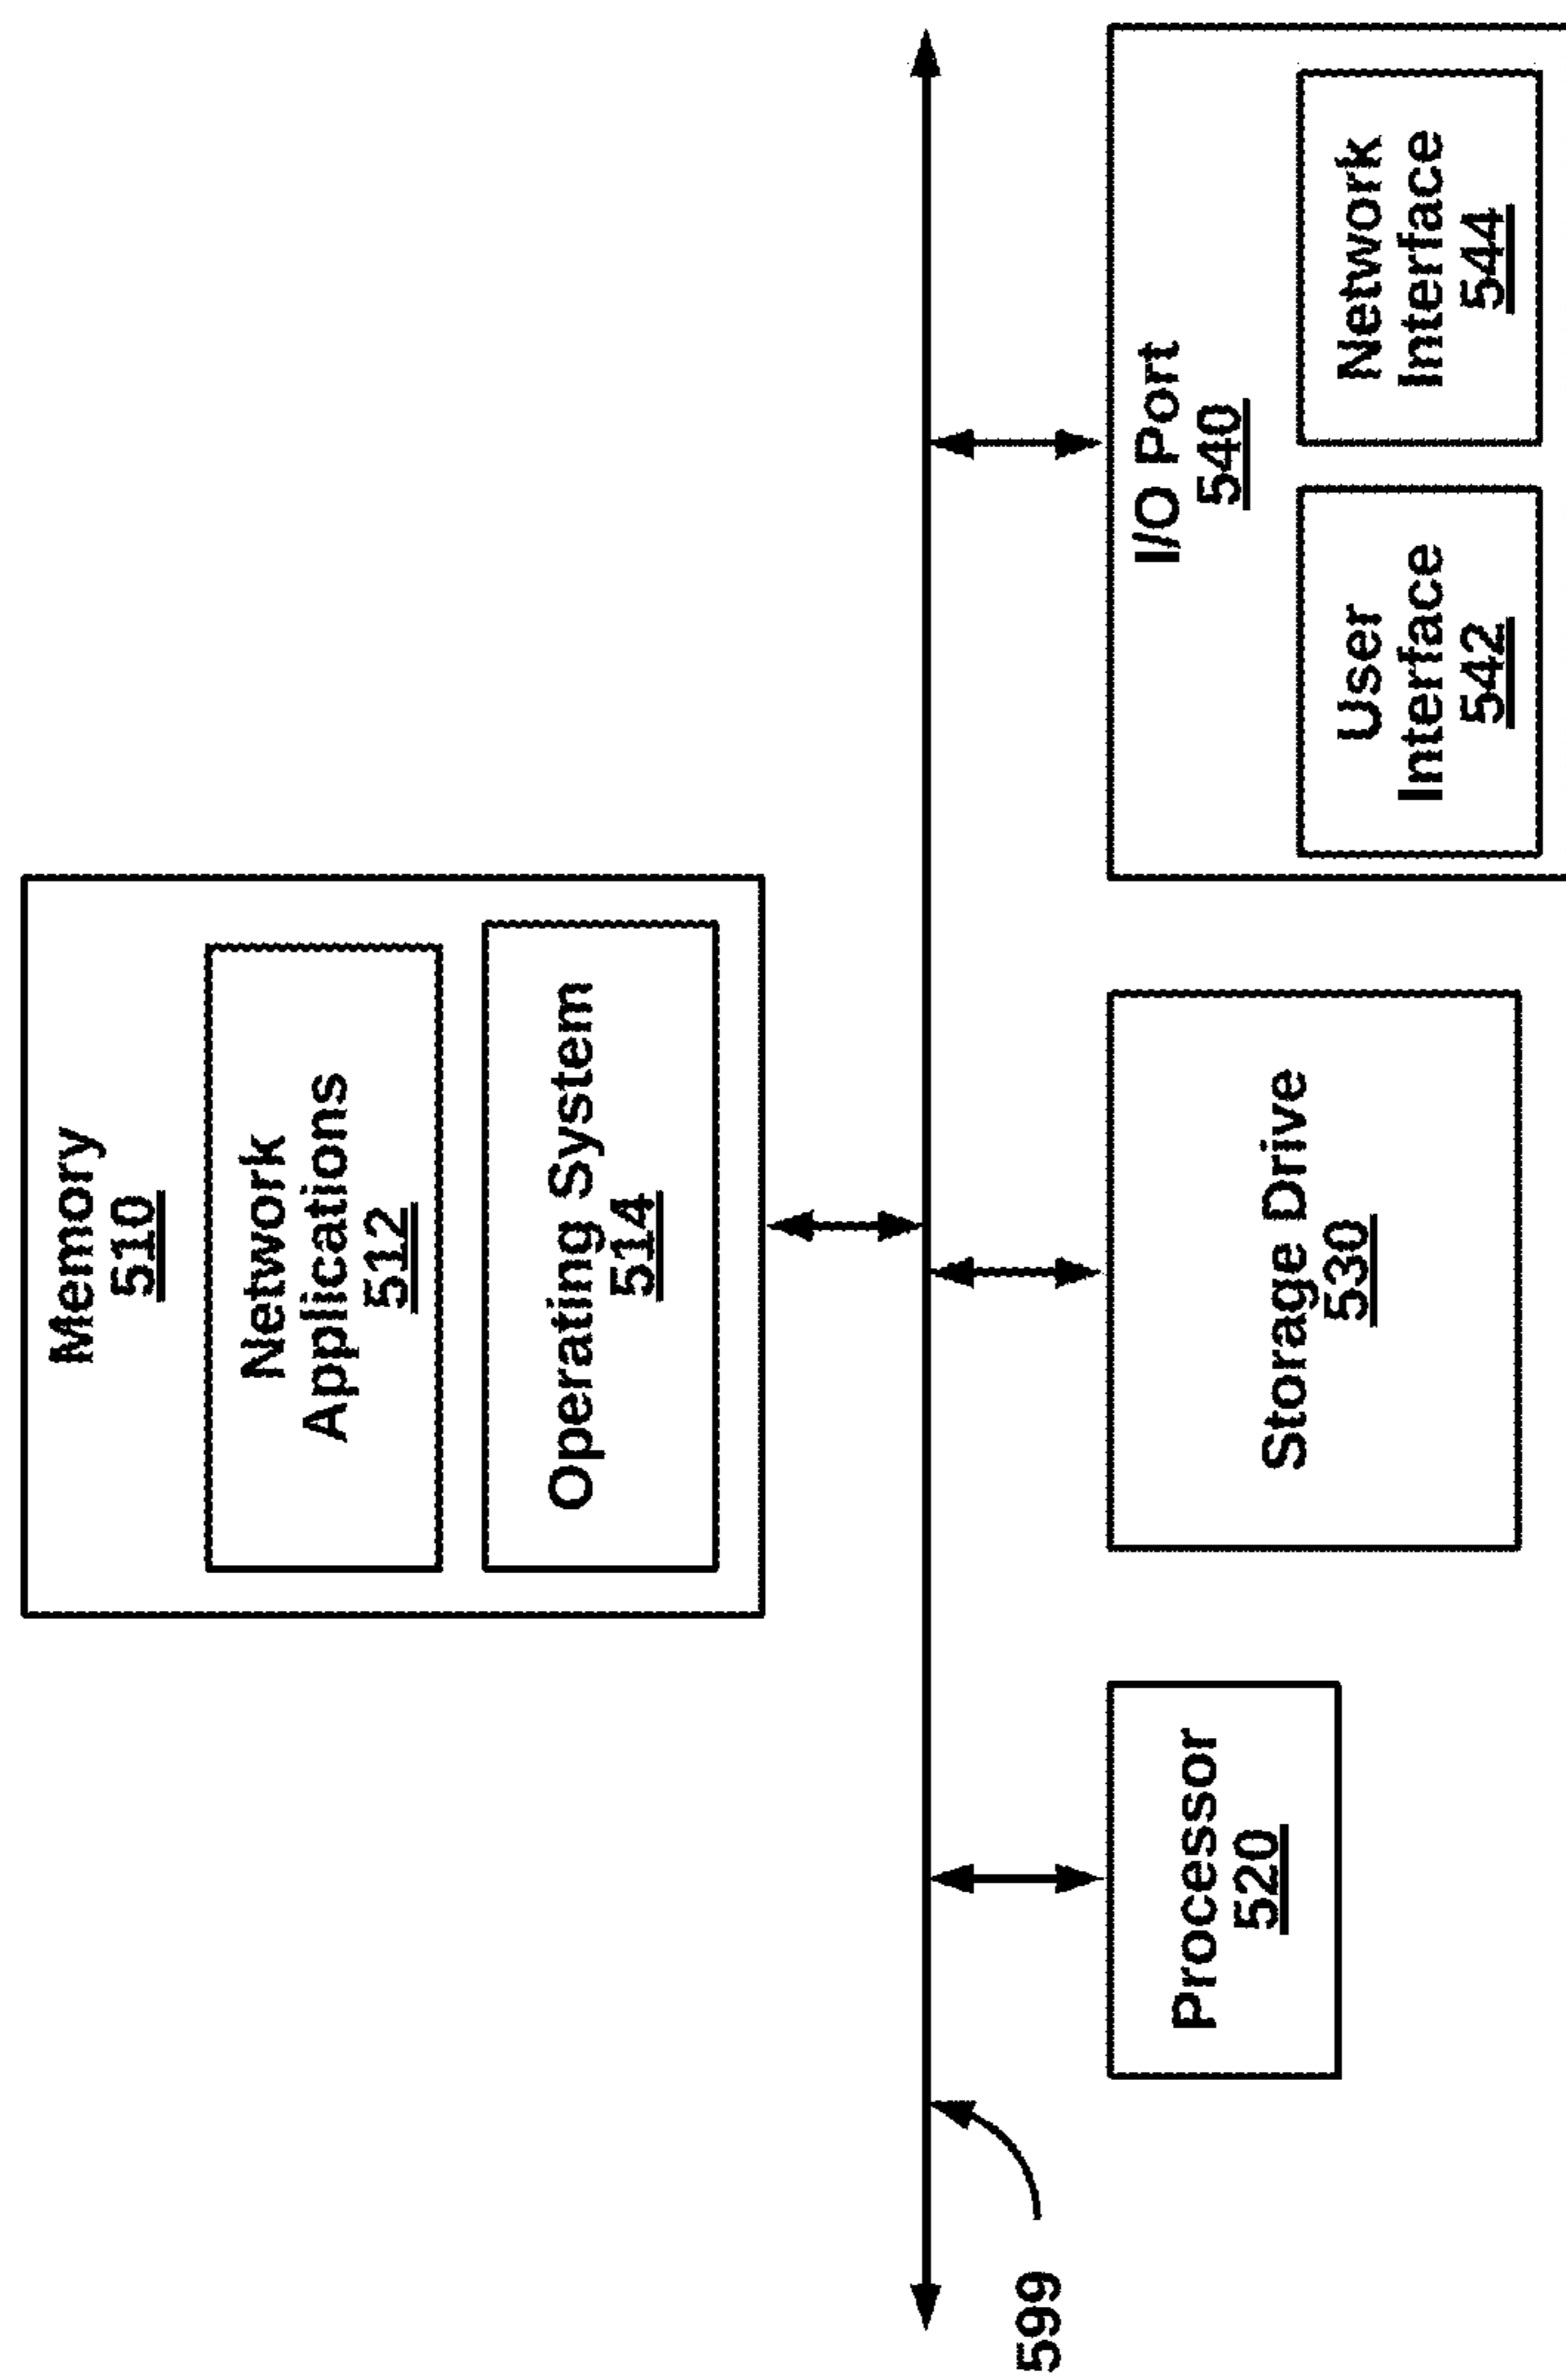 Memory
510
Network
Applications
512
Operating System
514
599
Processor
520
Storage Drive
530
I/O Port
540
User
Interface
542
Network
Interface
544